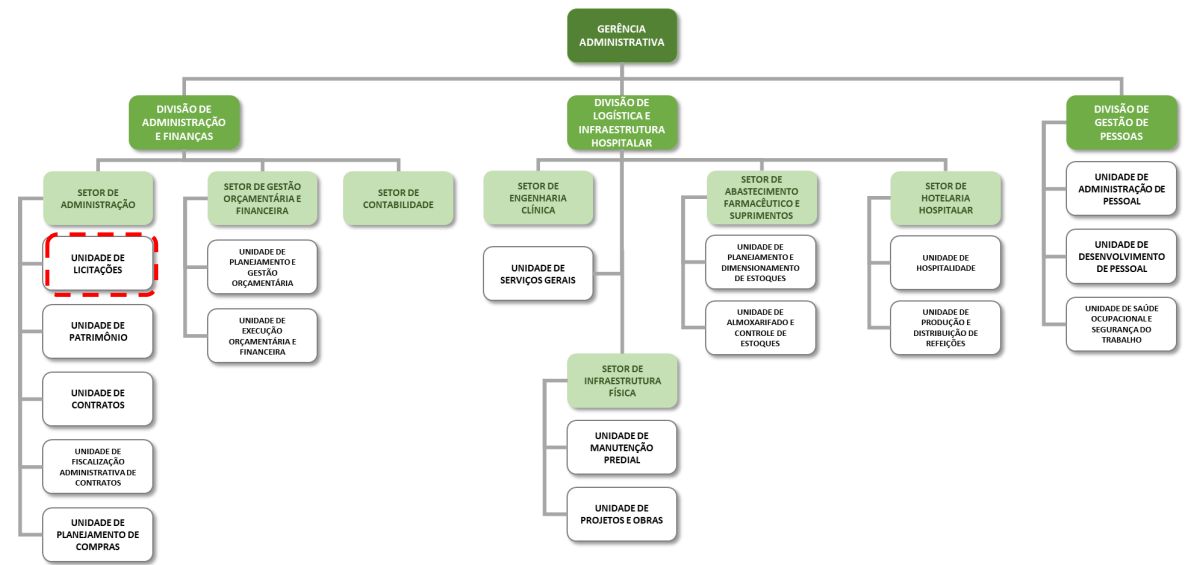 GERÊNCIA
ADMINISTRATIVA
DIVISÃO DE
ADMINISTRAÇÃO
E FINANÇAS
DIVISÃO DE
LOGÍSTICA E
INFRAESTRUTURA
HOSPITALAR
DIVISÃO DE
GESTÃO DE
PESSOAS
SETOR DE
ADMINISTRAÇÃO
SETOR DE GESTÃO
ORÇAMENTÁRIA E
FINANCEIRA
SETOR DE
CONTABILIDADE
SETOR DE
ENGENHARIA
CLÍNICA
SETOR DE
ABASTECIMENTO
FARMACÊUTICO E
SUPRIMENTOS
SETOR DE
HOTELARIA
HOSPITALAR
UNIDADE DE
ADMINISTRAÇÃO DE
PESSOAL
UNIDADE DE
LICITAÇÕES
UNIDADE DE
PLANEJAMENTO E
GESTÃO
ORÇAMENTÁRIA
UNIDADE DE
SERVIÇOS GERAIS
UNIDADE DE
PLANEJAMENTO E
DIMENSIONAMENTO
DE ESTOQUES
UNIDADE DE
HOSPITALIDADE
UNIDADE DE
DESENVOLVIMENTO
DE PESSOAL
UNIDADE DE
PATRIMÔNIO
UNIDADE DE
EXECUÇÃO
ORÇAMENTÁRIA E
FINANCEIRA
UNIDADE DE
ALMOXARIFADO E
CONTROLE DE
ESTOQUES
UNIDADE DE
PRODUÇÃO E
DISTRIBUIÇÃO DE
REFEIÇÕES
UNIDADE DE SAÚDE
OCUPACIONAL E
SEGURANÇA DO
TRABALHO
SETOR DE
INFRAESTRUTURA
FÍSICA
UNIDADE DE
CONTRATOS
UNIDADE DE
MANUTENÇÃO
PREDIAL
UNIDADE DE
FISCALIZAÇÃO
ADMINISTRATIVA DE
CONTRATOS
UNIDADE DE
PROJETOS E OBRAS
UNIDADE DE
PLANEJAMENTO DE
COMPRAS